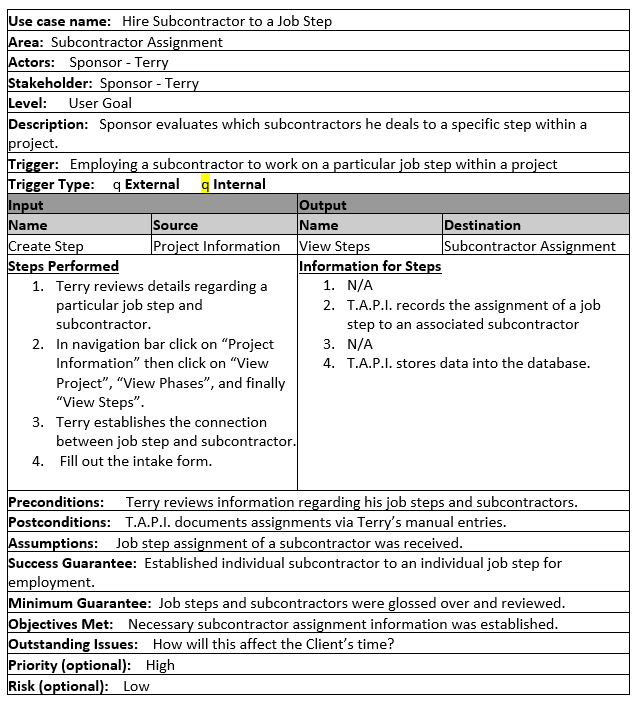 Use case name: Hire Subcontractor to a Job Step
Area: Subcontractor Assignment
Actors: Sponsor - Terry
Stakeholder: Sponsor - Terry
Level: User Goal
Description: Sponsor evaluates which subcontractors he deals to a specific step within a
project.
Trigger: Employing a subcontractor to work on a particular job step within a project
Trigger Type: q External q Internal
Input Output
Name Source Name Destination
Create Step Project Information View Steps Subcontractor Assignment
Steps Performed
1. Terry reviews details regarding a
particular job step and
subcontractor.
2. In navigation bar click on “Project
Information” then click on “View
Project”, “View Phases”, and finally
“View Steps”.
3. Terry establishes the connection
between job step and subcontractor.
4. Fill out the intake form.
Information for Steps
1. N/A
2. T.A.P.I. records the assignment of a job
step to an associated subcontractor
3. N/A
4. T.A.P.I. stores data into the database.
Preconditions: Terry reviews information regarding his job steps and subcontractors.
Postconditions: T.A.P.I. documents assignments via Terry’s manual entries.
Assumptions: Job step assignment of a subcontractor was received.
Success Guarantee: Established individual subcontractor to an individual job step for
employment.
Minimum Guarantee: Job steps and subcontractors were glossed over and reviewed.
Objectives Met: Necessary subcontractor assignment information was established.
Outstanding Issues: How will this affect the Client’s time?
Priority (optional): High
Risk (optional): Low